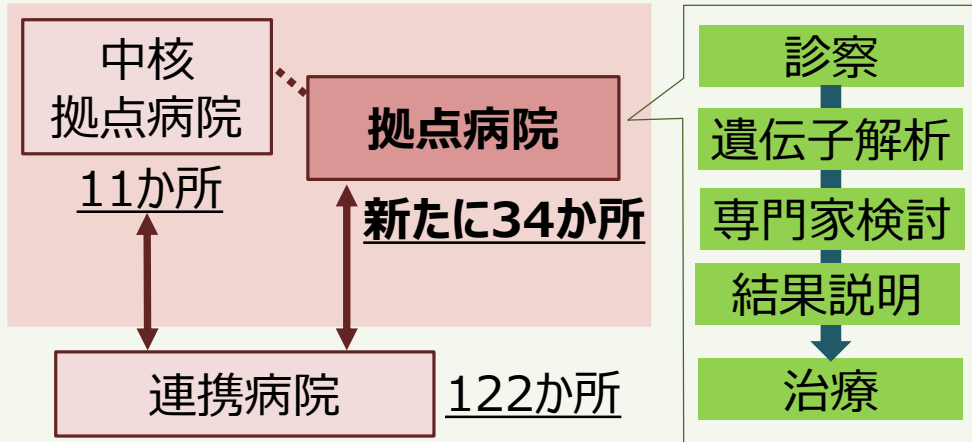 中核
拠点病院
11か所
拠点病院
新たに34か所
連携病院
122か所
診察
遺伝子解析
専門家検討
結果説明
治療